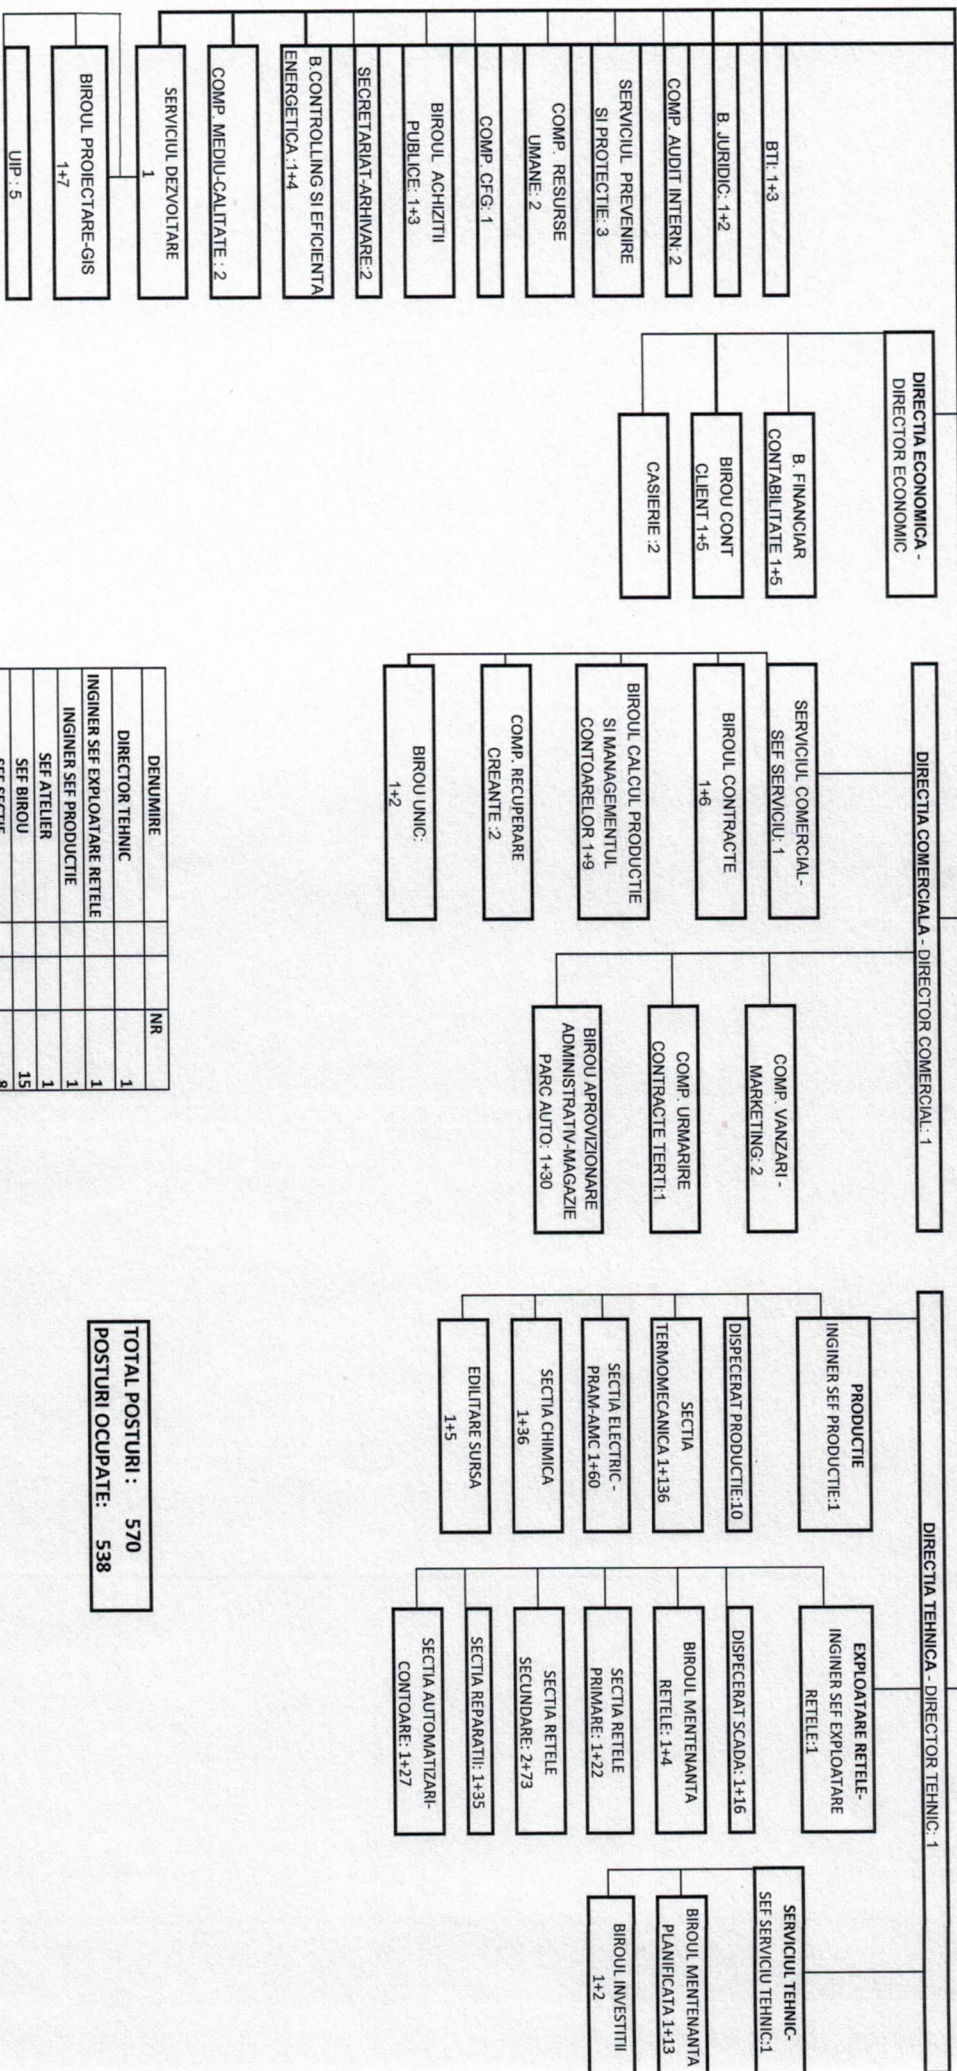 BTI: 1+3
B. JURIDIC: 1+2
COMP. AUDIT INTERN: 2
SERVICIUL PREVENIRE
SI PROTECTIE: 3
COMP. RESURSE
UMANE: 2
COMP. CFG: 1
BIROUL ACHIZITII
PUBLICE: 1+3
SECRETARIAT-ARHIVARE:2
B.CONTROLLING SI EFICIENTA
ENERGETICA :1+4
COMP. MEDIU-CALITATE : 2
SERVICIUL DEZVOLTARE
1
BIROUL PROIECTARE-GIS
1+7
UIP : 5
DIRECTIA ECONOMICA -
DIRECTOR ECONOMIC
B. FINANCIAR
CONTABILITATE 1+5
BIROU CONT
CLIENT 1+5
CASIERIE :2
DIRECTIA COMERCIALA - DIRECTOR COMERCIAL: 1
SERVICIUL COMERCIAL-
SEF SERVICIU: 1
BIROUL CONTRACTE
1+6
BIROUL CALCUL PRODUCTIE
SI MANAGEMENTUL
CONTOARELOR 1+9
COMP. RECUPERARE
CREANTE :2
BIROU UNIC:
1+2
COMP. VANZARI -
MARKETING: 2
COMP. URMARIRE
CONTRACTE TERTI:1
BIROU APROVIZIONARE
ADMINISTRATIV-MAGAZIE
PARC AUTO: 1+30
DIRECTIA TEHNICA - DIRECTOR TEHNIC: 1
PRODUCTIE
INGINER SEF PRODUCTIE:1
DISPECERAT PRODUCTIE:10
SECTIA
TERMOMECANICA 1+136
SECTIA ELECTRIC -
PRAM-AMC 1+60
SECTIA CHIMICA
1+36
EDILITARE SURSA
1+5
EXPLOATARE RETELE-
INGINER SEF EXPLOATARE
RETELE:1
DISPECERAT SCADA: 1+16
BIROUL MENTENANTA
RETELE: 1+4
SECTIA RETELE
PRIMARE: 1+22
SECTIA RETELE
SECUNDARE: 2+73
SECTIA REPARATII: 1+35
SECTIA AUTOMATIZARI-
CONTOARE: 1+27
SERVICIUL TEHNIC-
SEF SERVICIU TEHNIC:1
BIROUL MENTENANTA
PLANIFICATA 1+13
BIROUL INVESTITII
1+2
DENUMIRE NR
DIRECTOR TEHNIC 1
INGINER SEF EXPLOATARE RETELE 1
INGINER SEF PRODUCTIE 1
SEF ATELIER 1
SEF BIROU 15
SEF SECTIE 8
TOTAL POSTURI : 570
POSTURI OCUPATE: 538